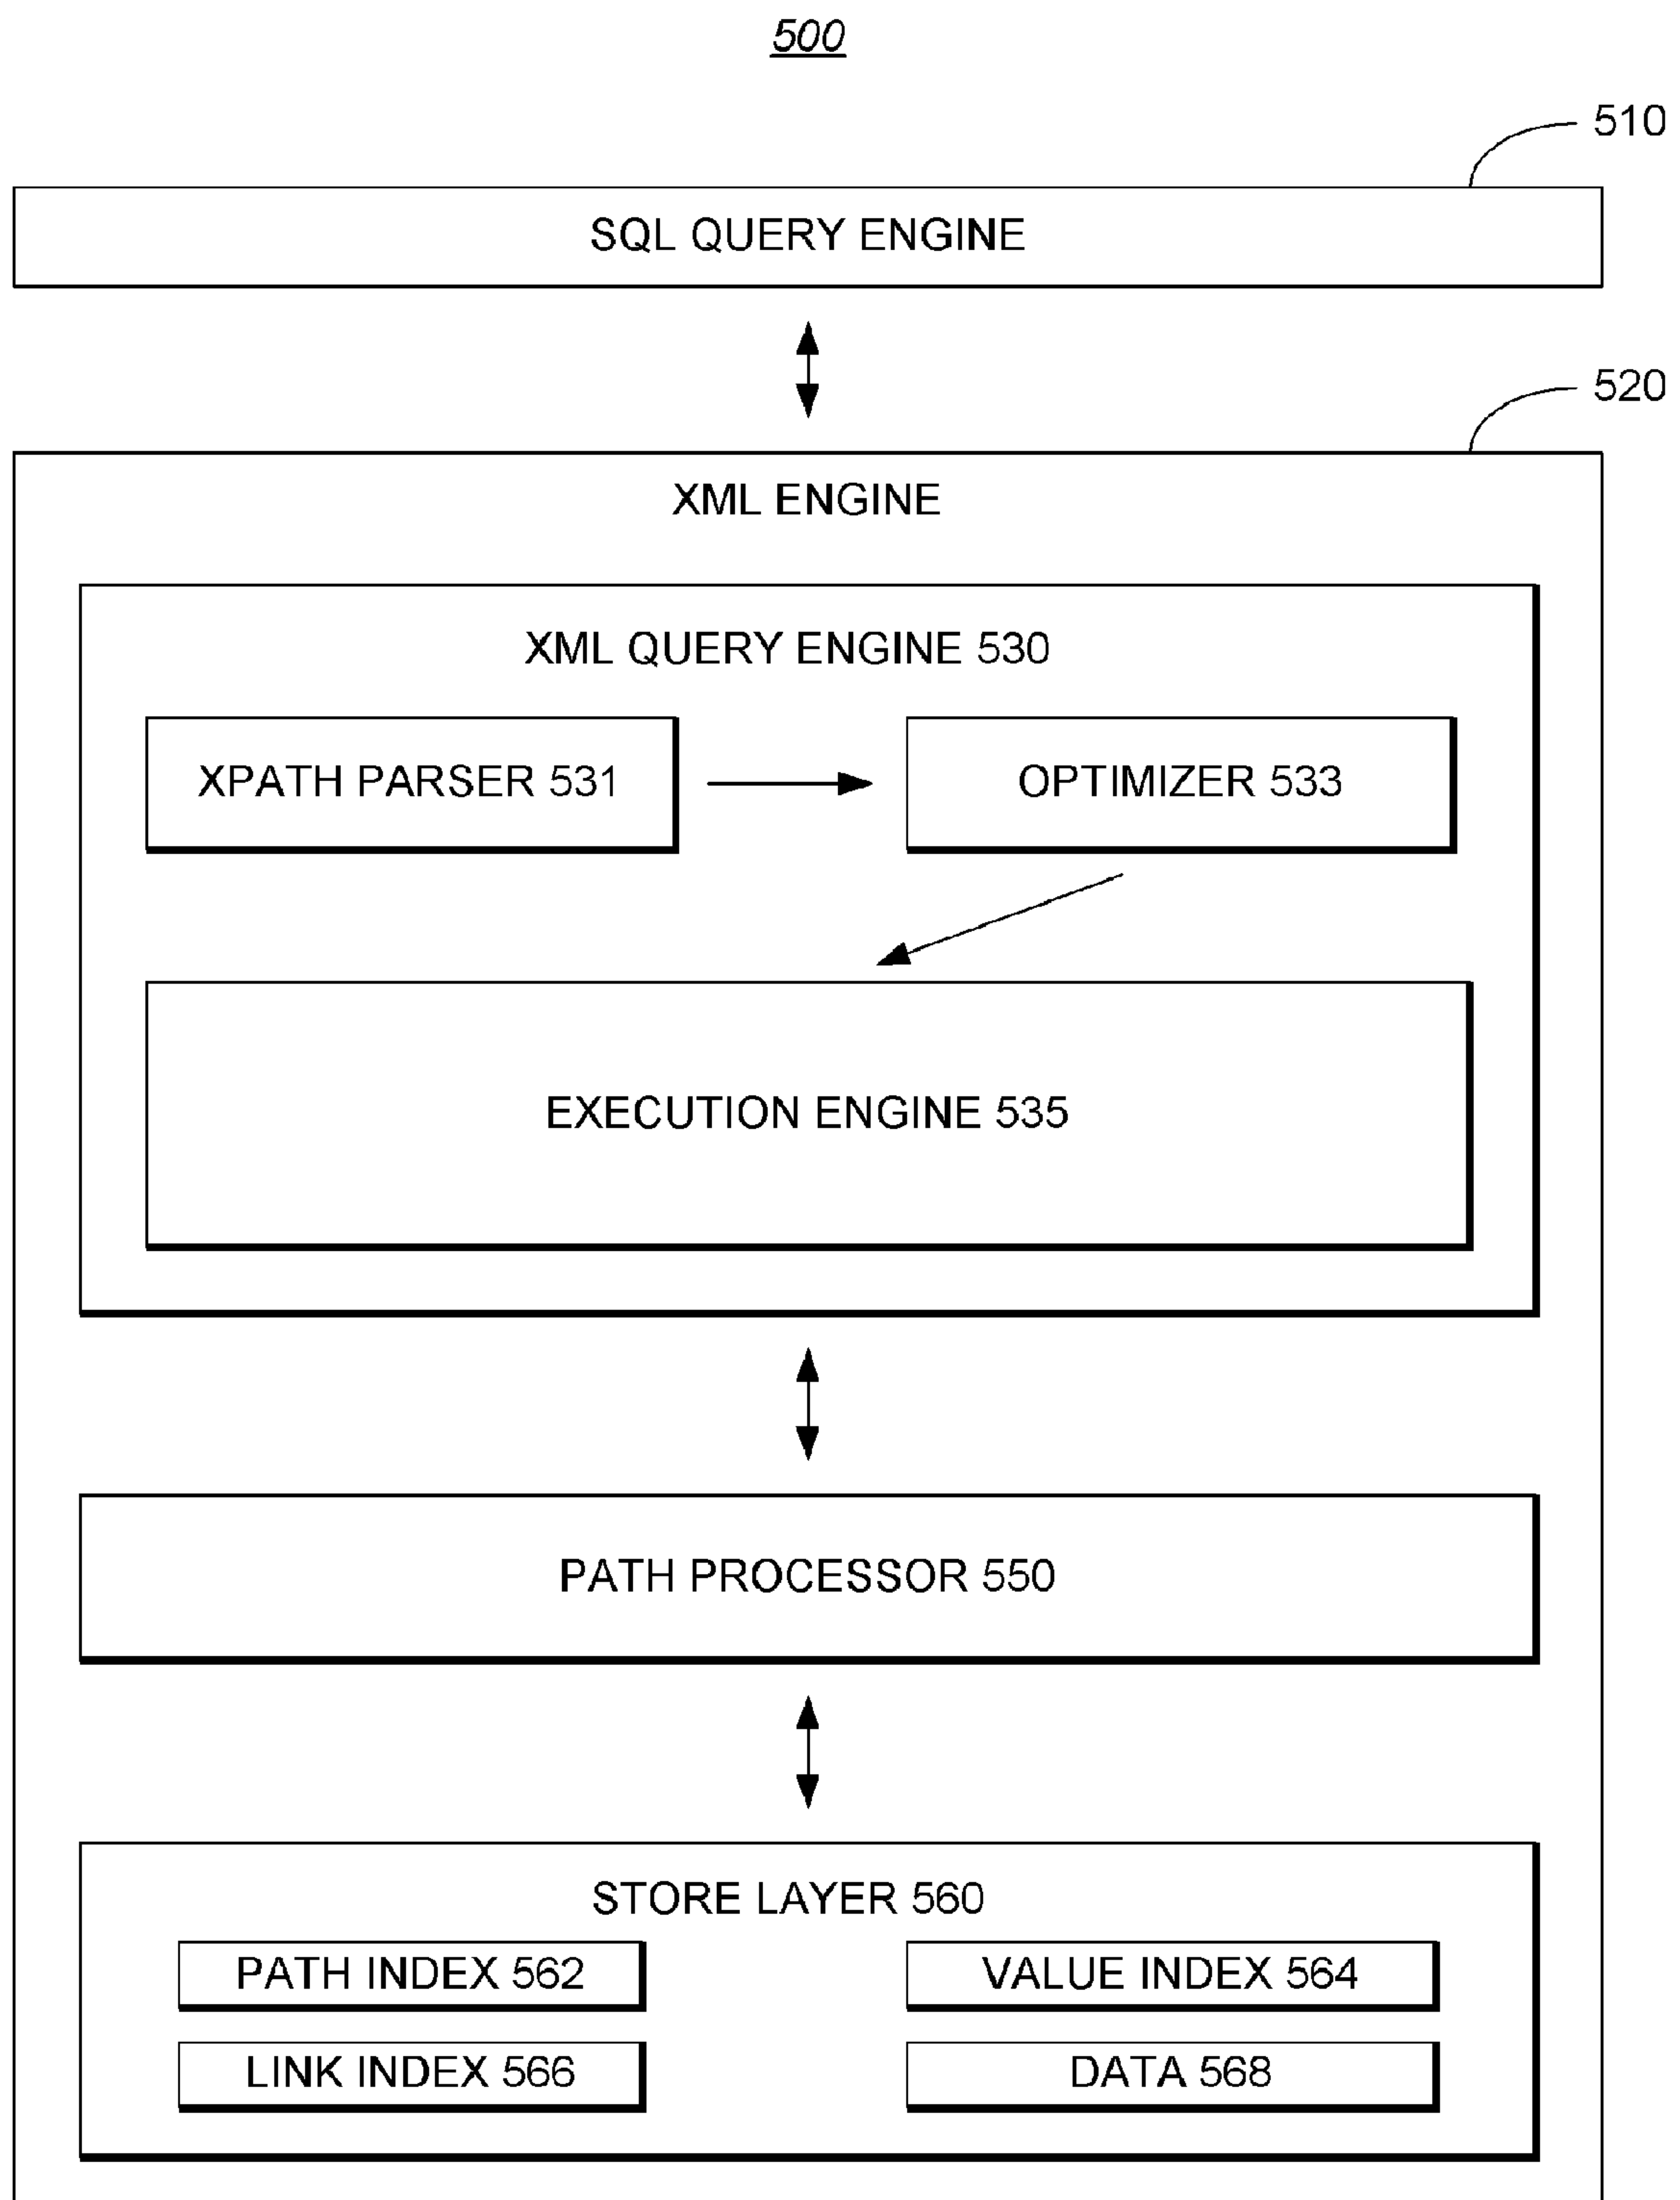 500
510
SQL QUERY ENGINE
520
XML ENGINE
XML QUERY ENGINE 530
XPATH PARSER 531
OPTIMIZER 533
EXECUTION ENGINE 535
PATH PROCESSOR 550
STORE LAYER 560
PATH INDEX 562
VALUE INDEX 564
LINK INDEX 566
DATA 568